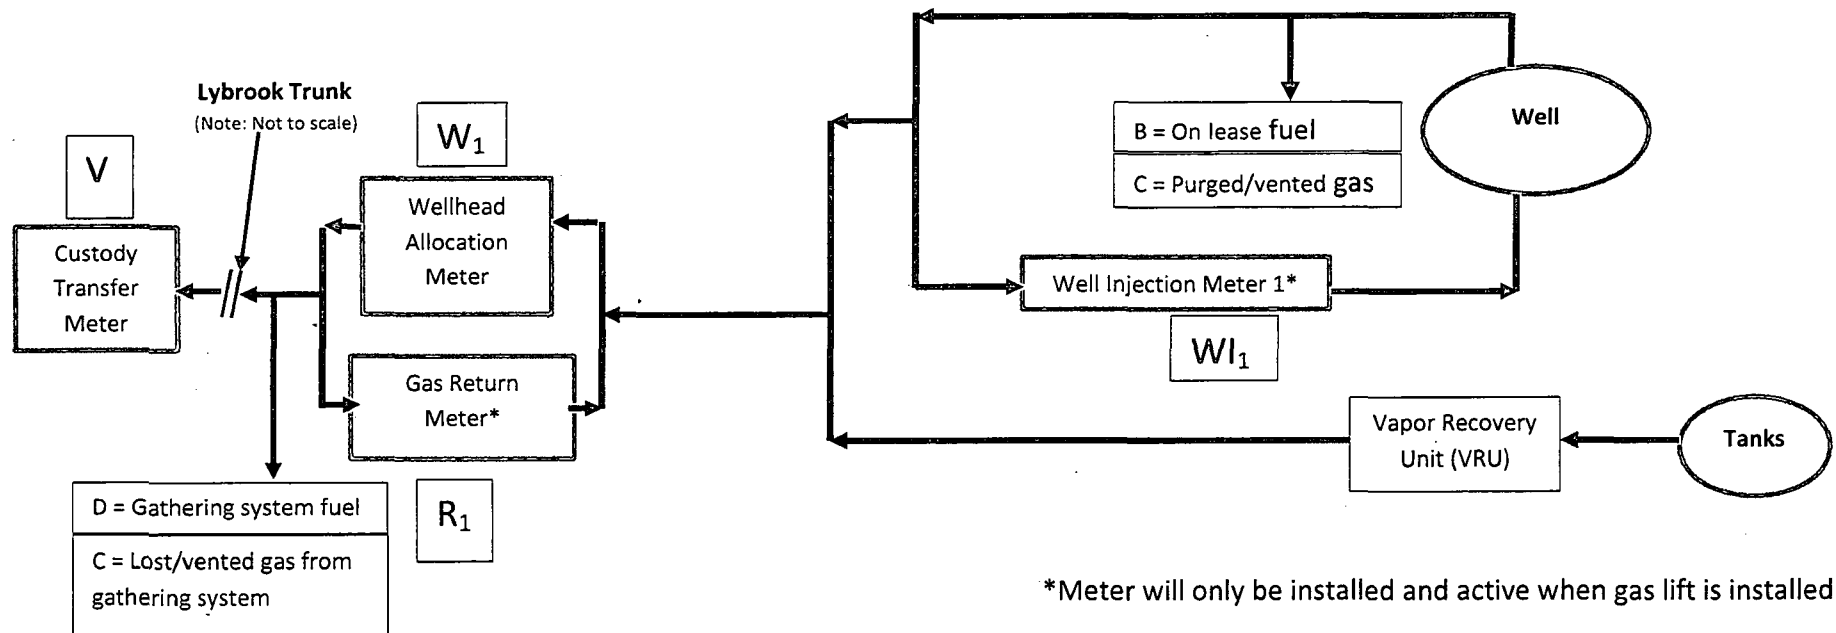 Lybrook Trunk
(Note: Not to scale)
V
Custody
Transfer
Meter
W₁
Wellhead
Allocation
Meter
Gas Return
Meter*
R₁
D = Gathering system fuel
C = Lost/vented gas from
gathering system
B = On lease fuel
C = Purged/vented gas
Well
Well Injection Meter 1*
WI₁
Vapor Recovery
Unit (VRU)
Tanks
*Meter will only be installed and active when gas lift is installed